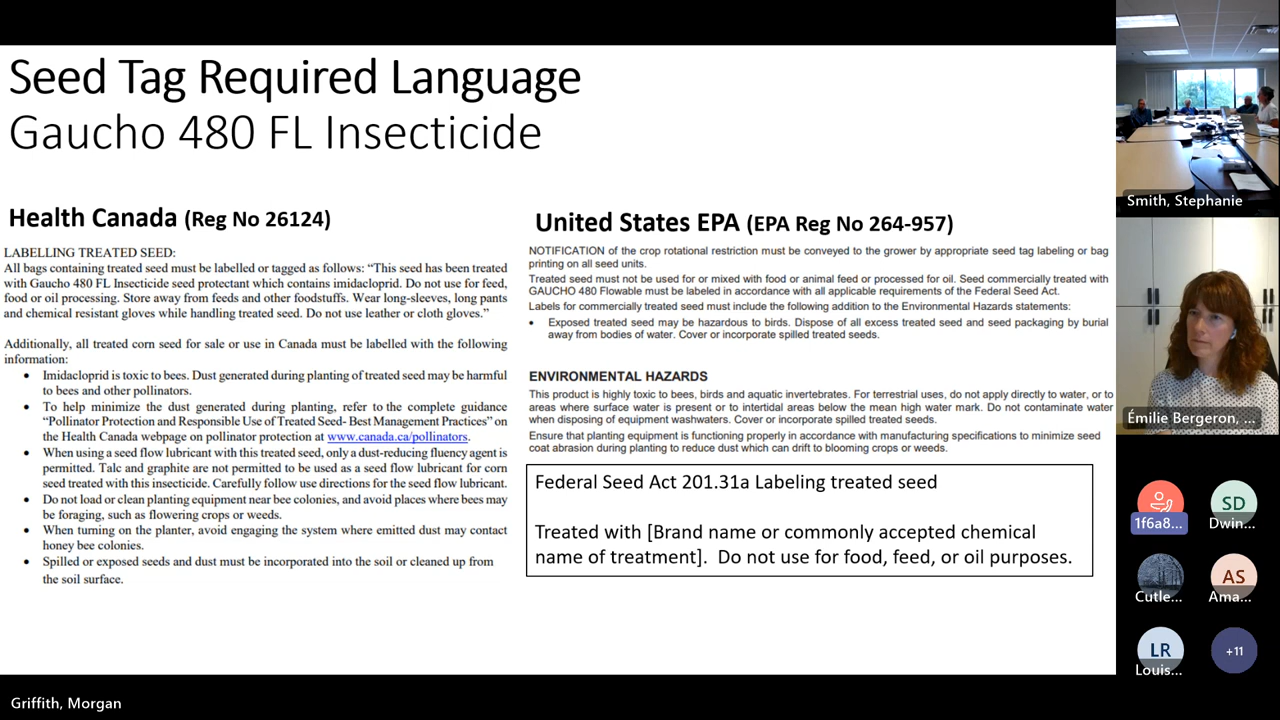 Seed Tag Required Language
Gaucho 480 FL Insecticide
Health Canada (Reg No 26124)
LABELLING TREATED SEED:
All bags containing treated seed must be labelled or tagged as follows: “This seed has been treated
with Gaucho 480 FL Insecticide seed protectant which contains imidacloprid. Do not use for feed,
food or oil processing. Store away from feeds and other foodstuffs. Wear long-sleeves, long pants
and chemical resistant gloves while handling treated seed. Do not use leather or cloth gloves.”
Additionally, all treated corn seed for sale or use in Canada must be labelled with the following
information:
• Imidacloprid is toxic to bees. Dust generated during planting of treated seed may be harmful
to bees and other pollinators.
• To help minimize the dust generated during planting, refer to the complete guidance
“Pollinator Protection and Responsible Use of Treated Seed- Best Management Practices” on
the Health Canada webpage on pollinator protection at www.canada.ca/pollinators.
• When using a seed flow lubricant with this treated seed, only a dust-reducing fluency agent is
permitted. Talc and graphite are not permitted to be used as a seed flow lubricant for corn
seed treated with this insecticide. Carefully follow use directions for the seed flow lubricant.
• Do not load or clean planting equipment near bee colonies, and avoid places where bees may
be foraging, such as flowering crops or weeds.
• When turning on the planter, avoid engaging the system where emitted dust may contact
honey bee colonies.
• Spilled or exposed seeds and dust must be incorporated into the soil or cleaned up from
the soil surface.
United States EPA (EPA Reg No 264-957)
NOTIFICATION of the crop rotational restriction must be conveyed to the grower by appropriate seed tag labeling or bag
printing on all seed units.
Treated seed must not be used for or mixed with food or animal feed or processed for oil. Seed commercially treated with
GAUCHO 480 Flowable must be labeled in accordance with all applicable requirements of the Federal Seed Act.
Labels for commercially treated seed must include the following addition to the Environmental Hazards statements:
• Exposed treated seed may be hazardous to birds. Dispose of all excess treated seed and seed packaging by burial
away from bodies of water. Cover or incorporate spilled treated seeds.
ENVIRONMENTAL HAZARDS
This product is highly toxic to bees, birds and aquatic invertebrates. For terrestrial uses, do not apply directly to water, or to
areas where surface water is present or to intertidal areas below the mean high water mark. Do not contaminate water
when disposing of equipment washwaters. Cover or incorporate spilled treated seeds.
Ensure that planting equipment is functioning properly in accordance with manufacturing specifications to minimize seed
coat abrasion during planting to reduce dust which can drift to blooming crops or weeds.
Federal Seed Act 201.31a Labeling treated seed
Treated with [Brand name or commonly accepted chemical
name of treatment]. Do not use for food, feed, or oil purposes.
Smith, Stephanie
Émilie Bergeron, ...
1f6a8...
SD
Dwin...
Cutle...
AS
Ama...
LR
Louis...
+11
Griffith, Morgan